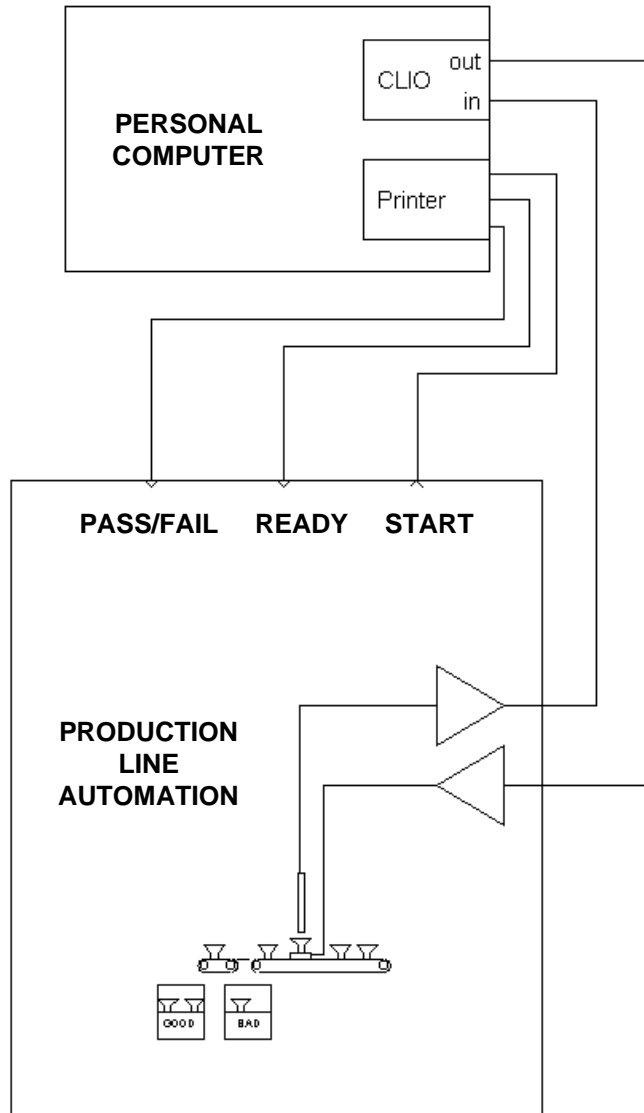 out
CLIO
in
PERSONAL
COMPUTER
Printer
PASS/FAIL READY START
PRODUCTION
LINE
AUTOMATION
GOOD BAD